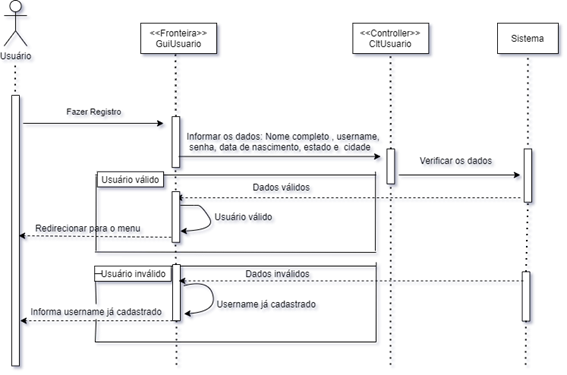 <<Fronteira>>
GuiUsuario
<<Controller>>
CltUsuario
Sistema
Usuário
Fazer Registro
Informar os dados: Nome completo , username,
senha, data de nascimento, estado e  cidade
Verificar os dados
Usuário válido
Dados válidos
Usuário válido
Redirecionar para o menu
Usuário inválido
Dados inválidos
Username já cadastrado
Informa username já cadastrado